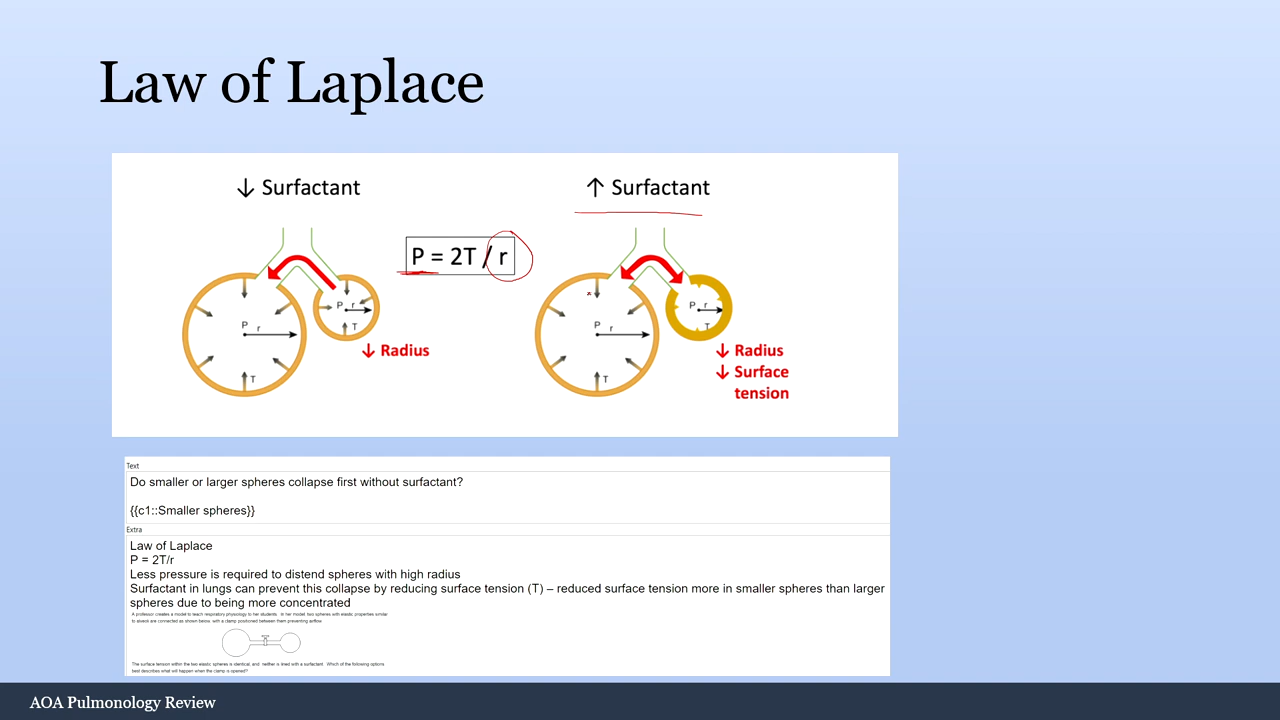 Law of Laplace
↓ Surfactant
↑ Surfactant
P = 2T / r
P r
T
P
r
T
↓ Radius
P r
T
P
r
T
↓ Radius
↓ Surface
tension
Text
Do smaller or larger spheres collapse first without surfactant?
{{c1::Smaller spheres}}
Extra
Law of Laplace
P = 2T/r
Less pressure is required to distend spheres with high radius
Surfactant in lungs can prevent this collapse by reducing surface tension (T) – reduced surface tension more in smaller spheres than larger
spheres due to being more concentrated
A professor creates a model to teach respiratory physiology to her students. In her model two spheres with elastic properties similar
to alveoli are connected as shown below, with a clamp positioned between them preventing airflow.
The surface tension within the two elastic spheres is identical, and neither is lined with a surfactant. Which of the following options
best describes what will happen when the clamp is opened?
AOA Pulmonology Review